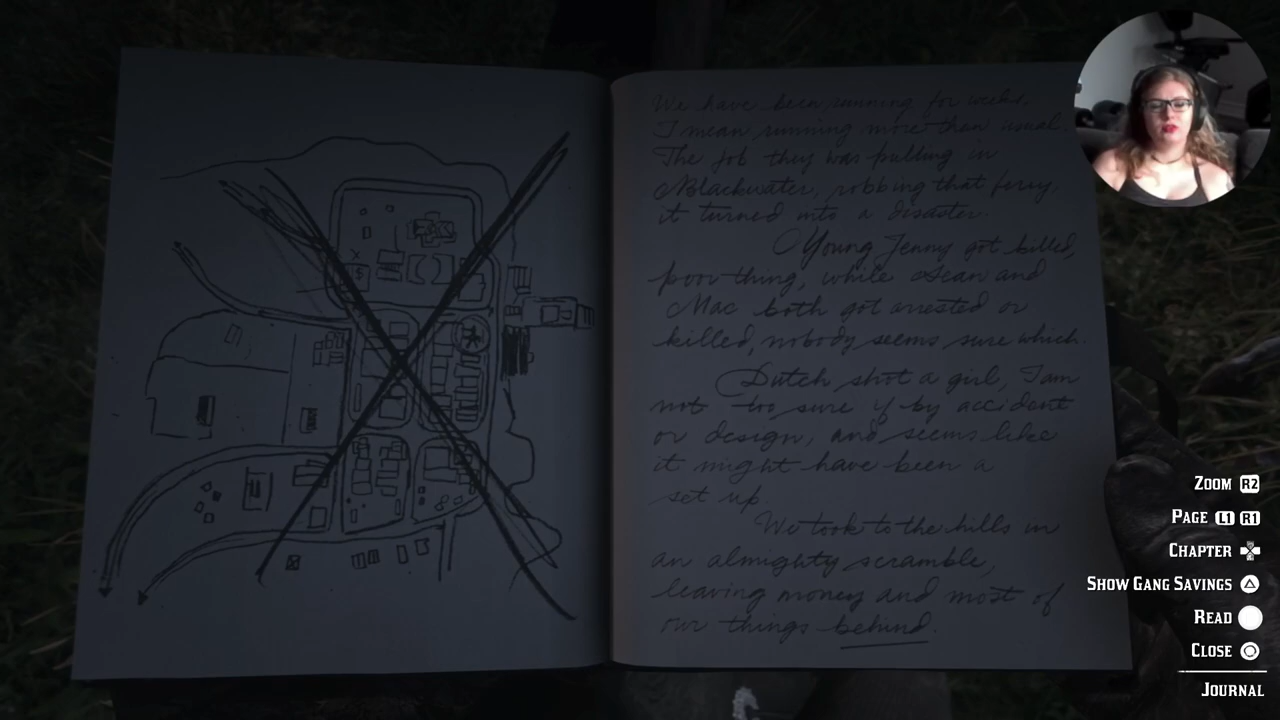 We have been running for weeks,
I mean running more than usual.
The job they was pulling in
Blackwater, robbing that ferry,
it turned into a disaster.
Young Jenny got killed,
poor thing, while Sean and
Mac both got arrested or
killed, nobody seems sure which.
Dutch shot a girl, I am
not too sure if by accident
or design, and seems like
it might have been a
set up.
We took to the hills in
an almighty scramble,
leaving money and most of
our things behind.
$
ZOOM R2
PAGE L1 R1
CHAPTER
SHOW GANG SAVINGS
READ
CLOSE
JOURNAL